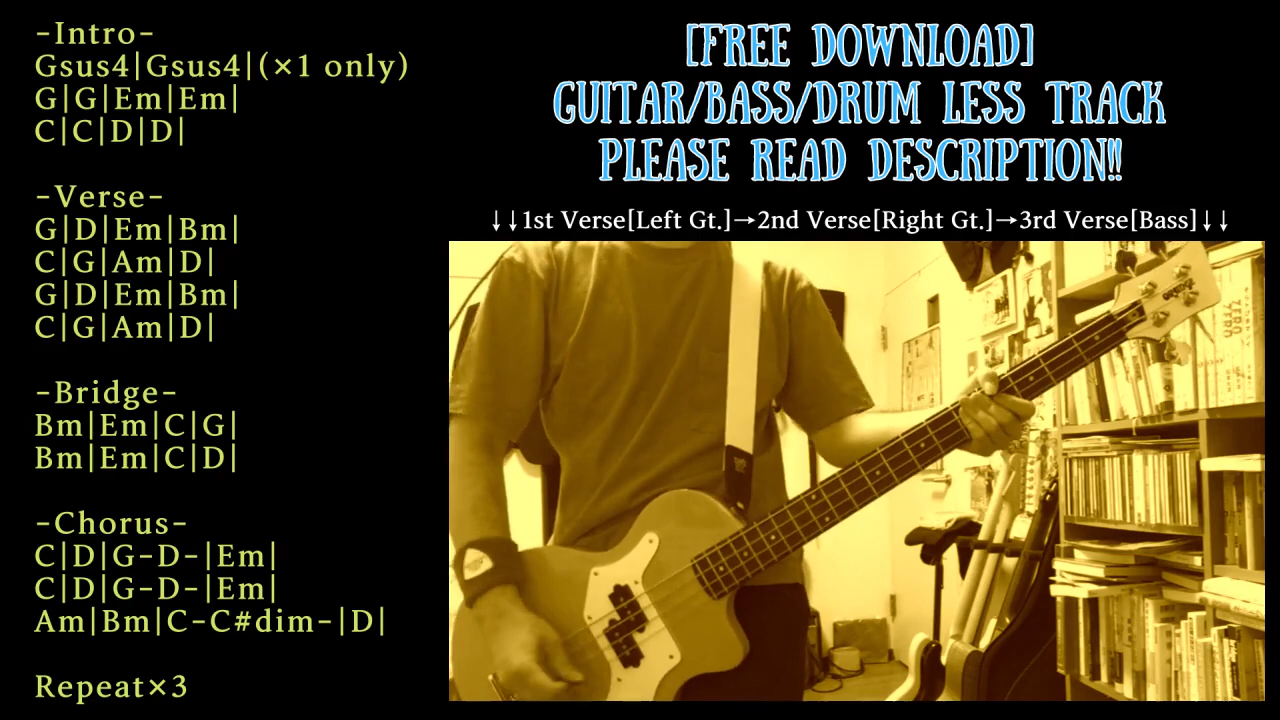 -Intro-
Gsus4|Gsus4|(×1 only)
G|G|Em|Em|
C|C|D|D|
-Verse-
G|D|Em|Bm|
C|G|Am|D|
G|D|Em|Bm|
C|G|Am|D|
-Bridge-
Bm|Em|C|G|
Bm|Em|C|D|
-Chorus-
C|D|G-D-|Em|
C|D|G-D-|Em|
Am|Bm|C-C#dim-|D|
Repeat×3
[FREE DOWNLOAD]
GUITAR/BASS/DRUM LESS TRACK
PLEASE READ DESCRIPTION!!
↓↓1st Verse[Left Gt.]→2nd Verse[Right Gt.]→3rd Verse[Bass]↓↓